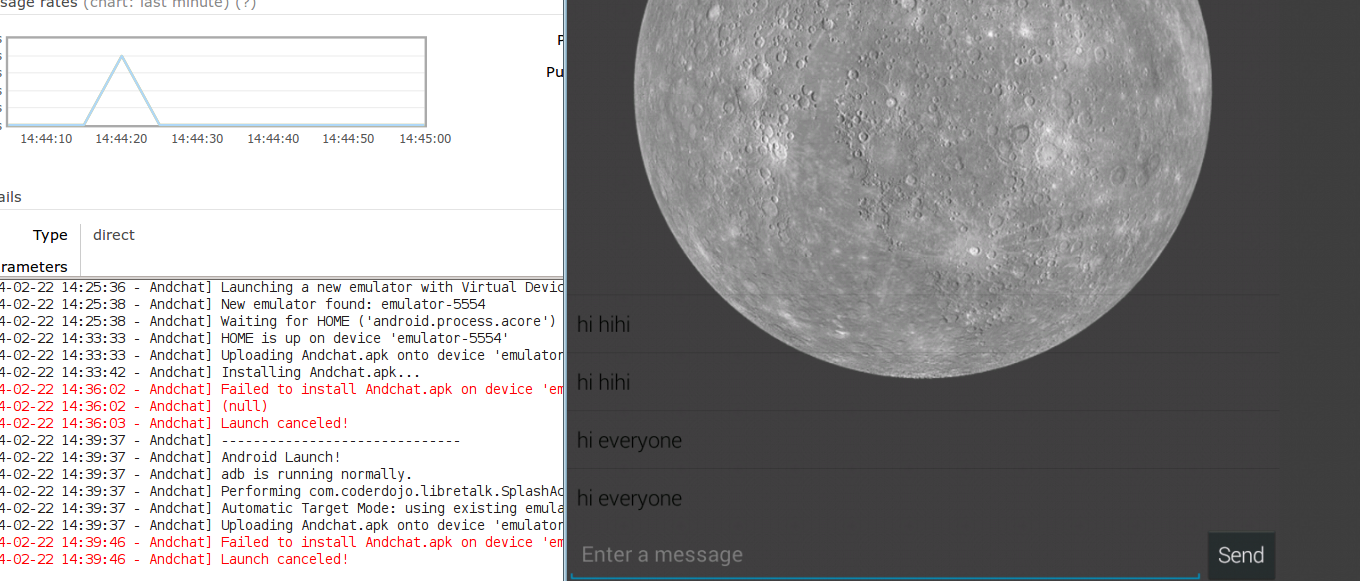 sage rates (chart: last minute) (?)
P
Pu
14:44:10 14:44:20 14:44:30 14:44:40 14:44:50 14:45:00
ails
Type direct
rameters
4-02-22 14:25:36 - Andchat] Launching a new emulator with Virtual Devic
4-02-22 14:25:38 - Andchat] New emulator found: emulator-5554
4-02-22 14:25:38 - Andchat] Waiting for HOME ('android.process.acore')
4-02-22 14:33:33 - Andchat] HOME is up on device 'emulator-5554'
4-02-22 14:33:33 - Andchat] Uploading Andchat.apk onto device 'emulator
4-02-22 14:33:42 - Andchat] Installing Andchat.apk...
4-02-22 14:36:02 - Andchat] Failed to install Andchat.apk on device 'em
4-02-22 14:36:02 - Andchat] (null)
4-02-22 14:36:03 - Andchat] Launch canceled!
4-02-22 14:39:37 - Andchat] ------------------------------
4-02-22 14:39:37 - Andchat] Android Launch!
4-02-22 14:39:37 - Andchat] adb is running normally.
4-02-22 14:39:37 - Andchat] Performing com.coderdojo.libretalk.SplashAc
4-02-22 14:39:37 - Andchat] Automatic Target Mode: using existing emula
4-02-22 14:39:37 - Andchat] Uploading Andchat.apk onto device 'emulator
4-02-22 14:39:46 - Andchat] Failed to install Andchat.apk on device 'em
4-02-22 14:39:46 - Andchat] Launch canceled!
hi hihi
hi hihi
hi everyone
hi everyone
Enter a message
Send